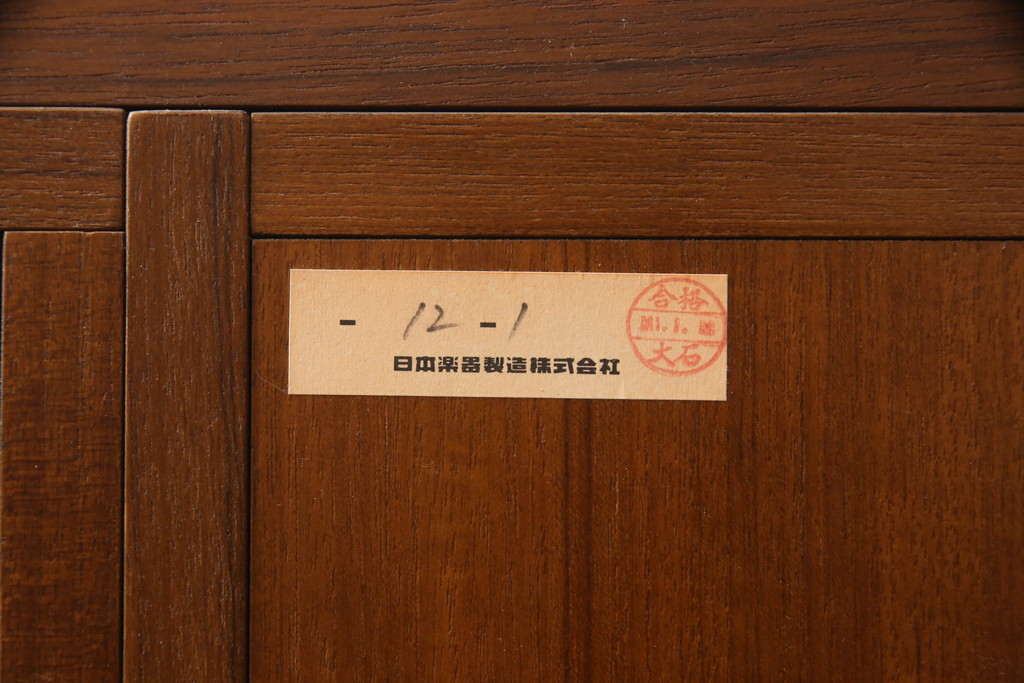 - 12 - 1
日本楽器製造株式会社
合格
大石